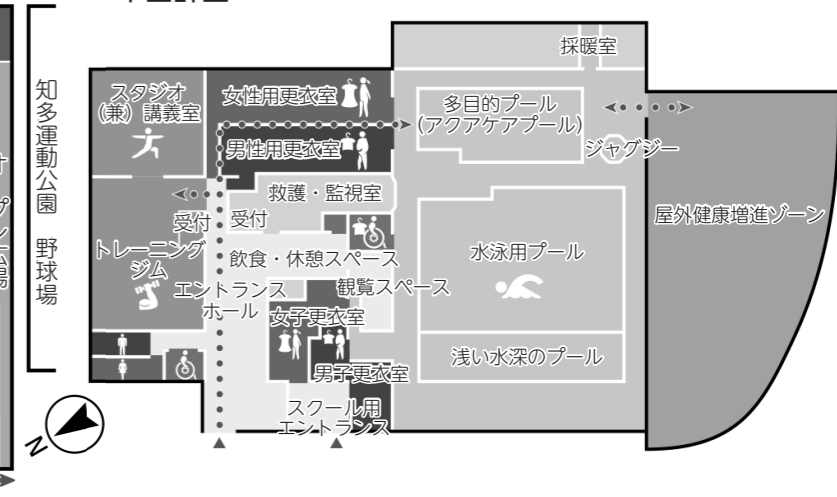 採暖室
スタジオ
(兼) 講義室
女性用更衣室
多目的プール
(アクアケアプール)
男性用更衣室
ジャグジー
知多運動公園 野球場
救護・監視室
受付
受付
屋外健康増進ゾーン
トレーニング
ジム
飲食・休憩スペース
水泳用プール
エントランス
ホール
観覧スペース
女子更衣室
浅い水深のプール
男子更衣室
スクール用
エントランス
N